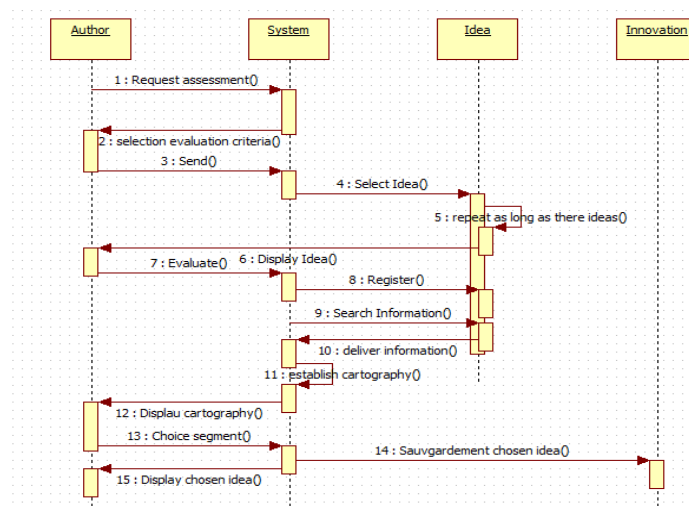 Author System Idea Innovation
1 : Request assessment()
2 : selection evaluation criteria()
3 : Send()
4 : Select Idea()
5 : repeat as long as there ideas()
6 : Display Idea()
7 : Evaluate()
8 : Register()
9 : Search Information()
10 : deliver information()
11 : establish cartography()
12 : Displau cartography()
13 : Choice segment()
14 : Sauvgardement chosen idea()
15 : Display chosen idea()